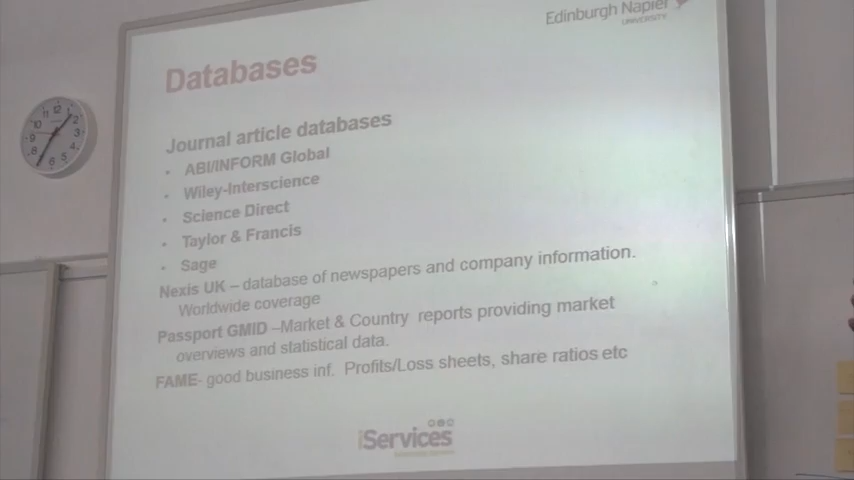 Edinburgh Napier
UNIVERSITY
Databases
Journal article databases
• ABI/INFORM Global
• Wiley-Interscience
• Science Direct
• Taylor & Francis
• Sage
Nexis UK – database of newspapers and company information.
Worldwide coverage
Passport GMID –Market & Country reports providing market
overviews and statistical data.
FAME- good business inf. Profits/Loss sheets, share ratios etc
iServices